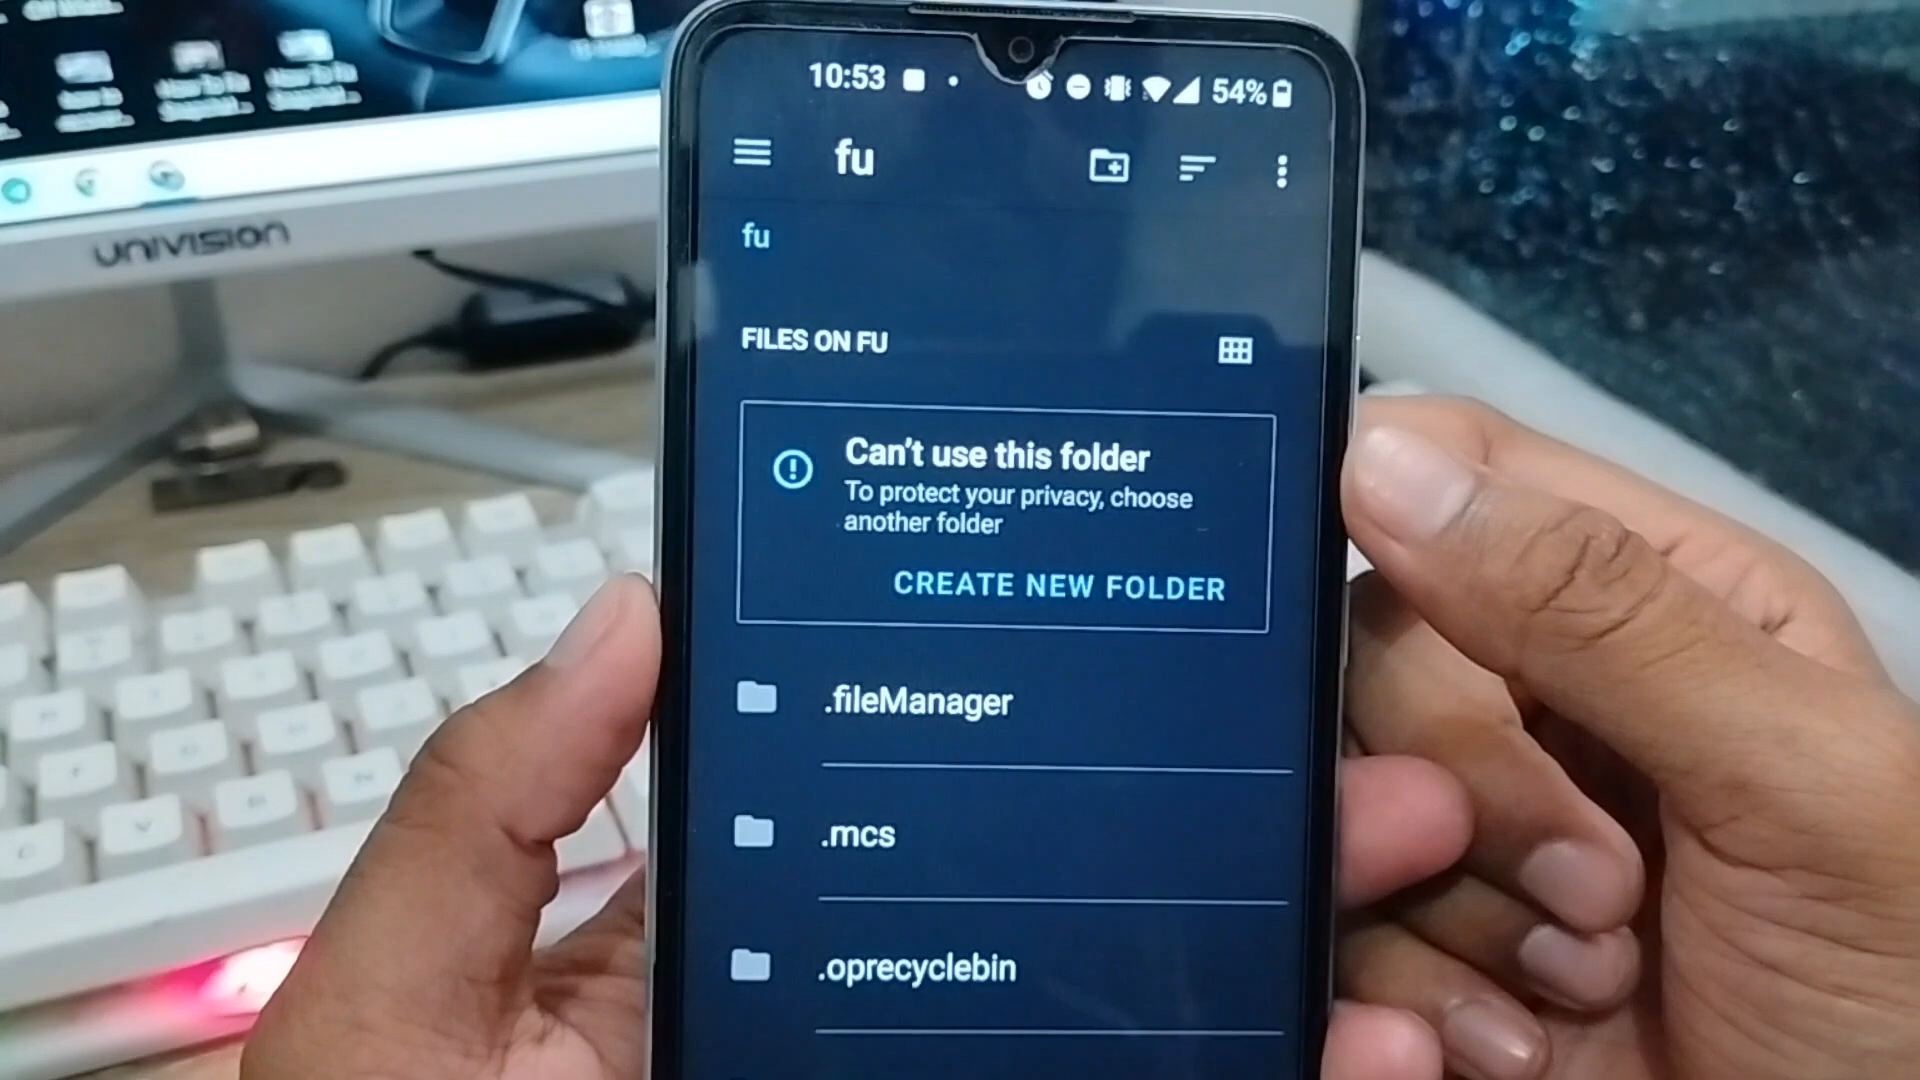 10:53
54%
fu
fu
FILES ON FU
Can't use this folder
To protect your privacy, choose
another folder
CREATE NEW FOLDER
.fileManager
.mcs
.oprecyclebin
UNIVISION